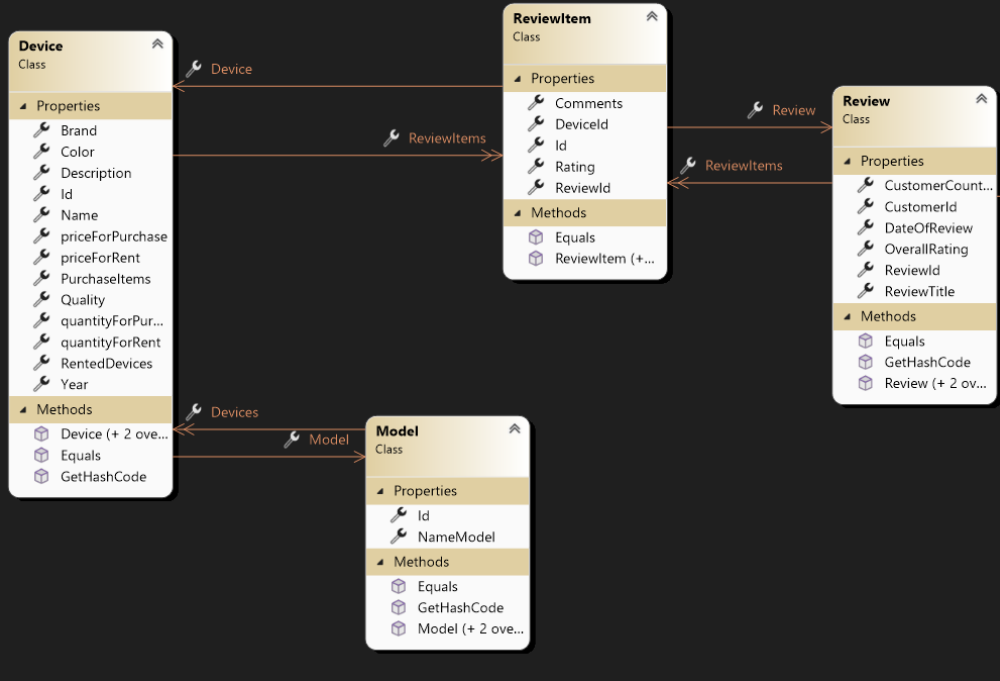 Device
Class
Properties
Brand
Color
Description
Id
Name
priceForPurchase
priceForRent
PurchaseItems
Quality
quantityForPur...
quantityForRent
RentedDevices
Year
Methods
Device (+ 2 ove...
Equals
GetHashCode
Device
ReviewItems
ReviewItem
Class
Properties
Comments
DeviceId
Id
Rating
ReviewId
Methods
Equals
ReviewItem (+...
Review
ReviewItems
Review
Class
Properties
CustomerCount...
CustomerId
DateOfReview
OverallRating
ReviewId
ReviewTitle
Methods
Equals
GetHashCode
Review (+ 2 ov...
Devices
Model
Model
Class
Properties
Id
NameModel
Methods
Equals
GetHashCode
Model (+ 2 ove...